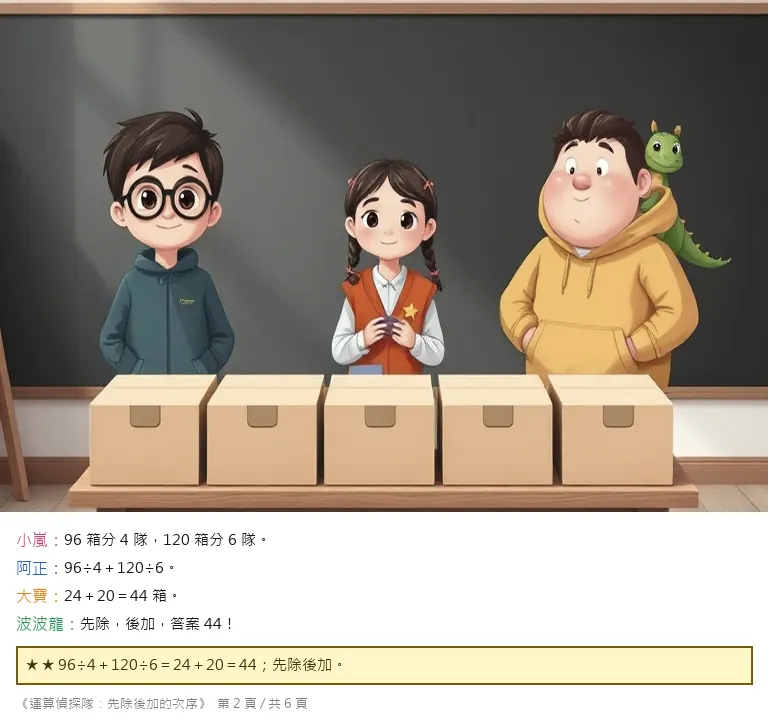 小嵐：96 箱分 4 隊，120 箱分 6 隊。
阿正：96÷4＋120÷6。
大寶：24＋20＝44 箱。
波波龍：先除，後加，答案 44！
★★ 96÷4＋120÷6＝24＋20＝44；先除後加。
《運算偵探隊：先除後加的次序》 第 2 頁 / 共 6 頁